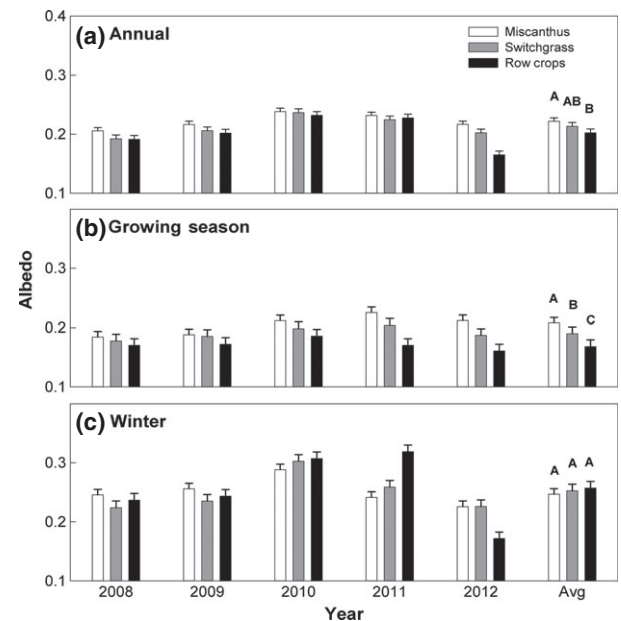 0.4
(a) Annual
Miscanthus
Switchgrass
Row crops
0.3
A AB B
0.2
0.1
(b) Growing season
0.3
A
B
C
0.2
0.1
Albedo
(c) Winter
0.3
A A A
0.2
0.1
2008 2009 2010 2011 2012 Avg
Year